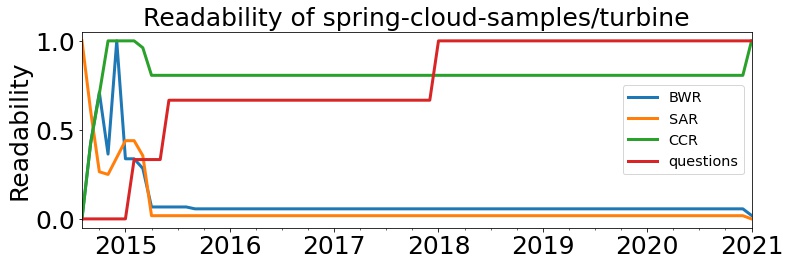 Readability of spring-cloud-samples/turbine
Readability
1.0
0.5
0.0
BWR
SAR
CCR
questions
2015 2016 2017 2018 2019 2020 2021